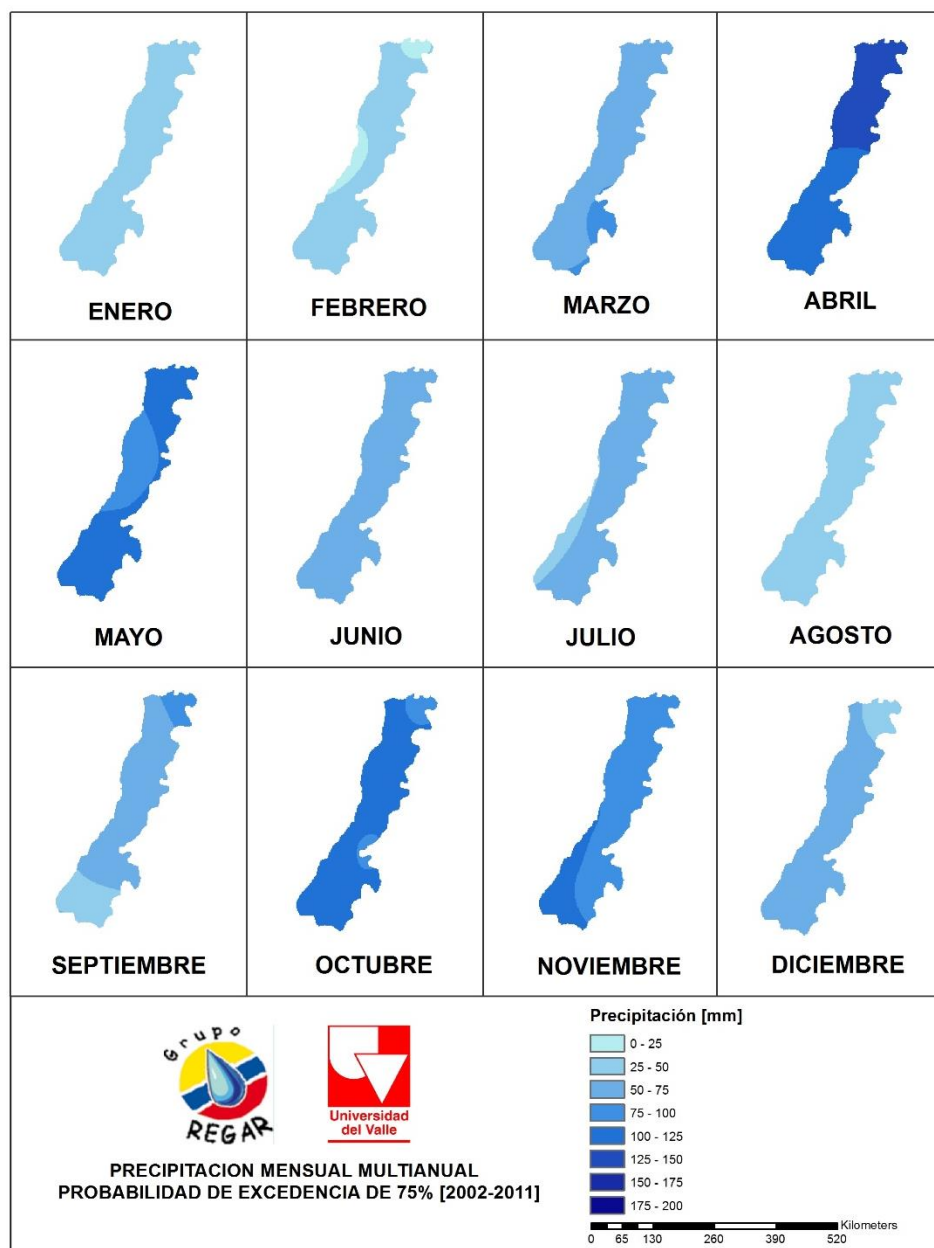 ENERO
FEBRERO
MARZO
ABRIL
MAYO
JUNIO
JULIO
AGOSTO
SEPTIEMBRE
OCTUBRE
NOVIEMBRE
DICIEMBRE
Grupo
REGAR
Universidad
del Valle
PRECIPITACION MENSUAL MULTIANUAL
PROBABILIDAD DE EXCEDENCIA DE 75% [2002-2011]
Precipitación [mm]
0 - 25
25 - 50
50 - 75
75 - 100
100 - 125
125 - 150
150 - 175
175 - 200
Kilometers
0 65 130 260 390 520